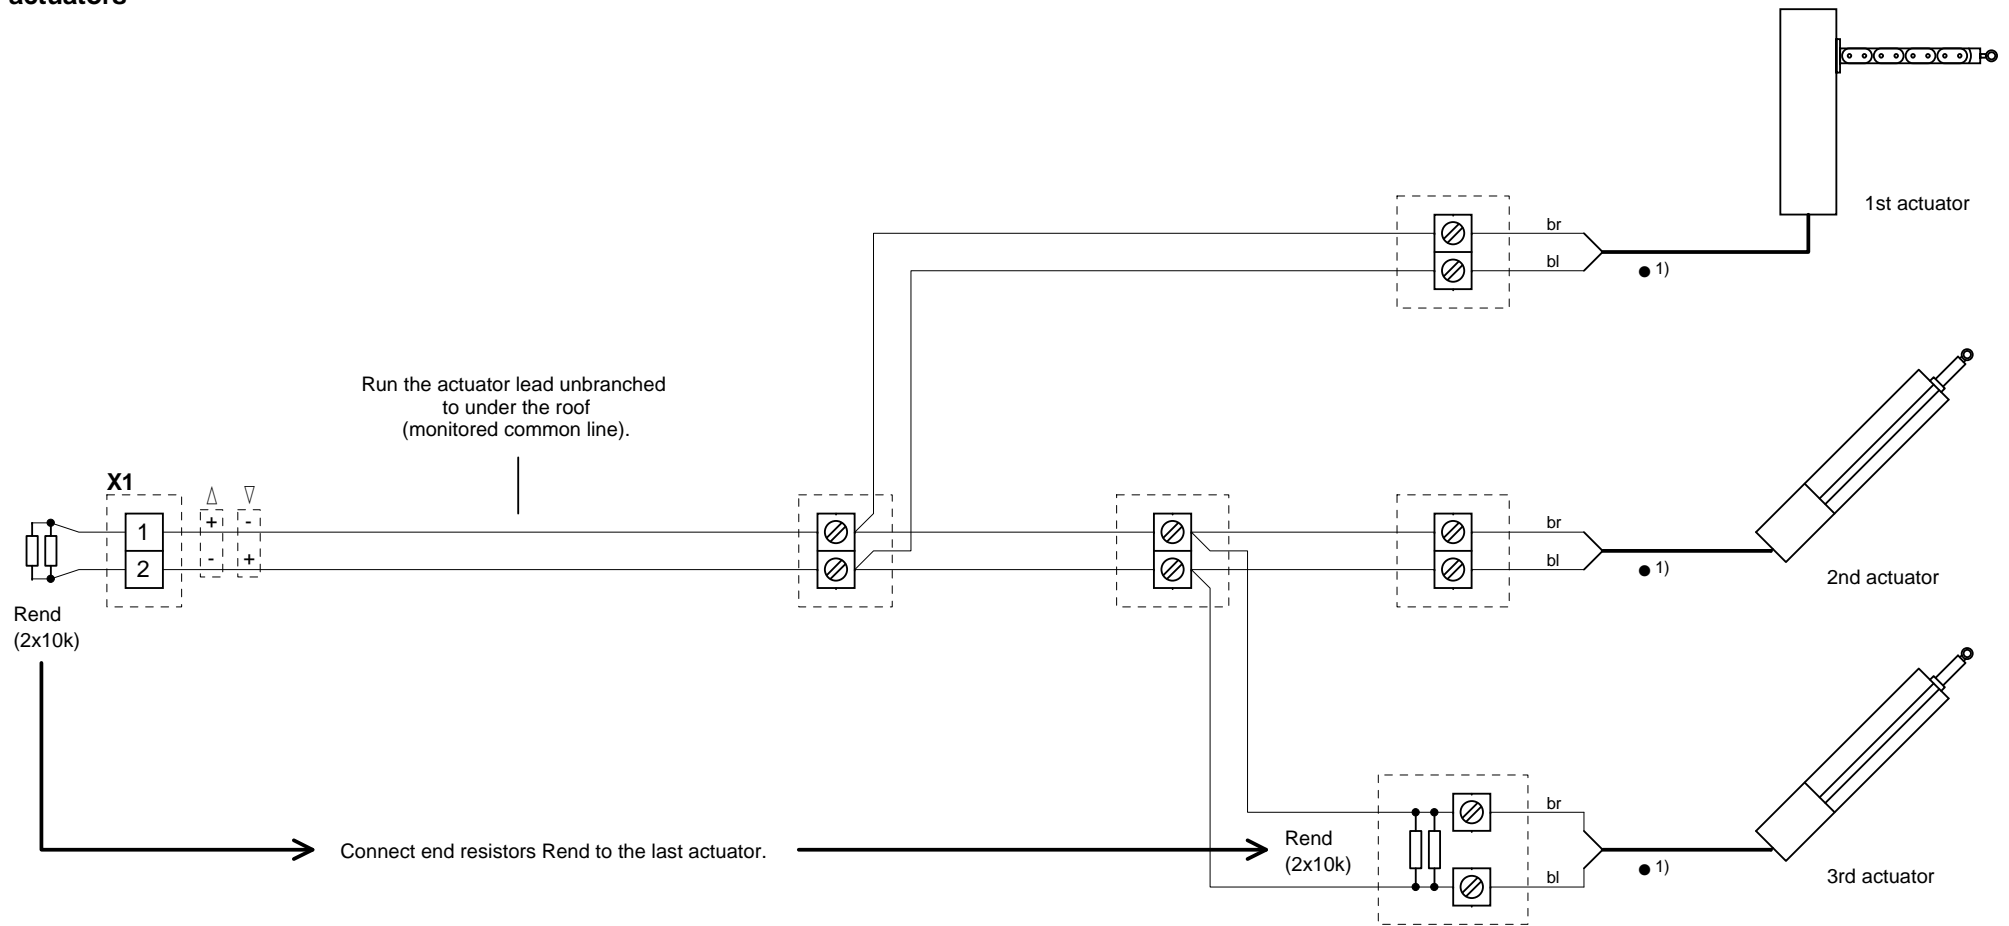 actuators
1st actuator
br
bl
● 1)
Run the actuator lead unbranched
to under the roof
(monitored common line).
X1
1
2
+
-
-
+
br
bl
● 1)
2nd actuator
Rend
(2x10k)
br
bl
● 1)
3rd actuator
Connect end resistors Rend to the last actuator.
Rend
(2x10k)